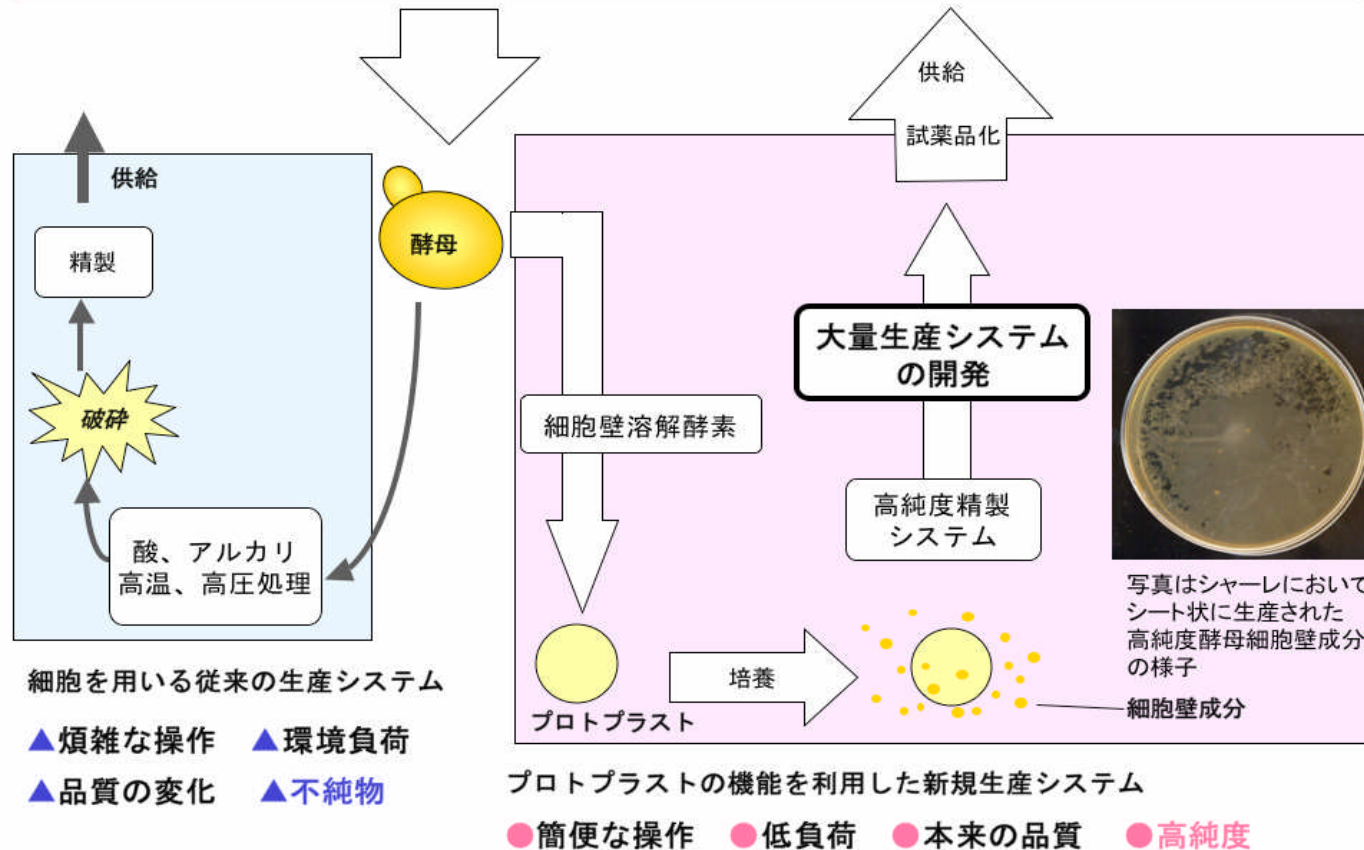 供給
試薬品化
供給
精製
酵母
破砕
酸、アルカリ
高温、高圧処理
細胞を用いる従来の生産システム
▲煩雑な操作 ▲環境負荷
▲品質の変化 ▲不純物
細胞壁溶解酵素
大量生産システム
の開発
高純度精製
システム
プロトプラスト
培養
写真はシャーレにおいて
シート状に生産された
高純度酵母細胞壁成分
の様子
細胞壁成分
プロトプラストの機能を利用した新規生産システム
●簡便な操作 ●低負荷 ●本来の品質 ●高純度